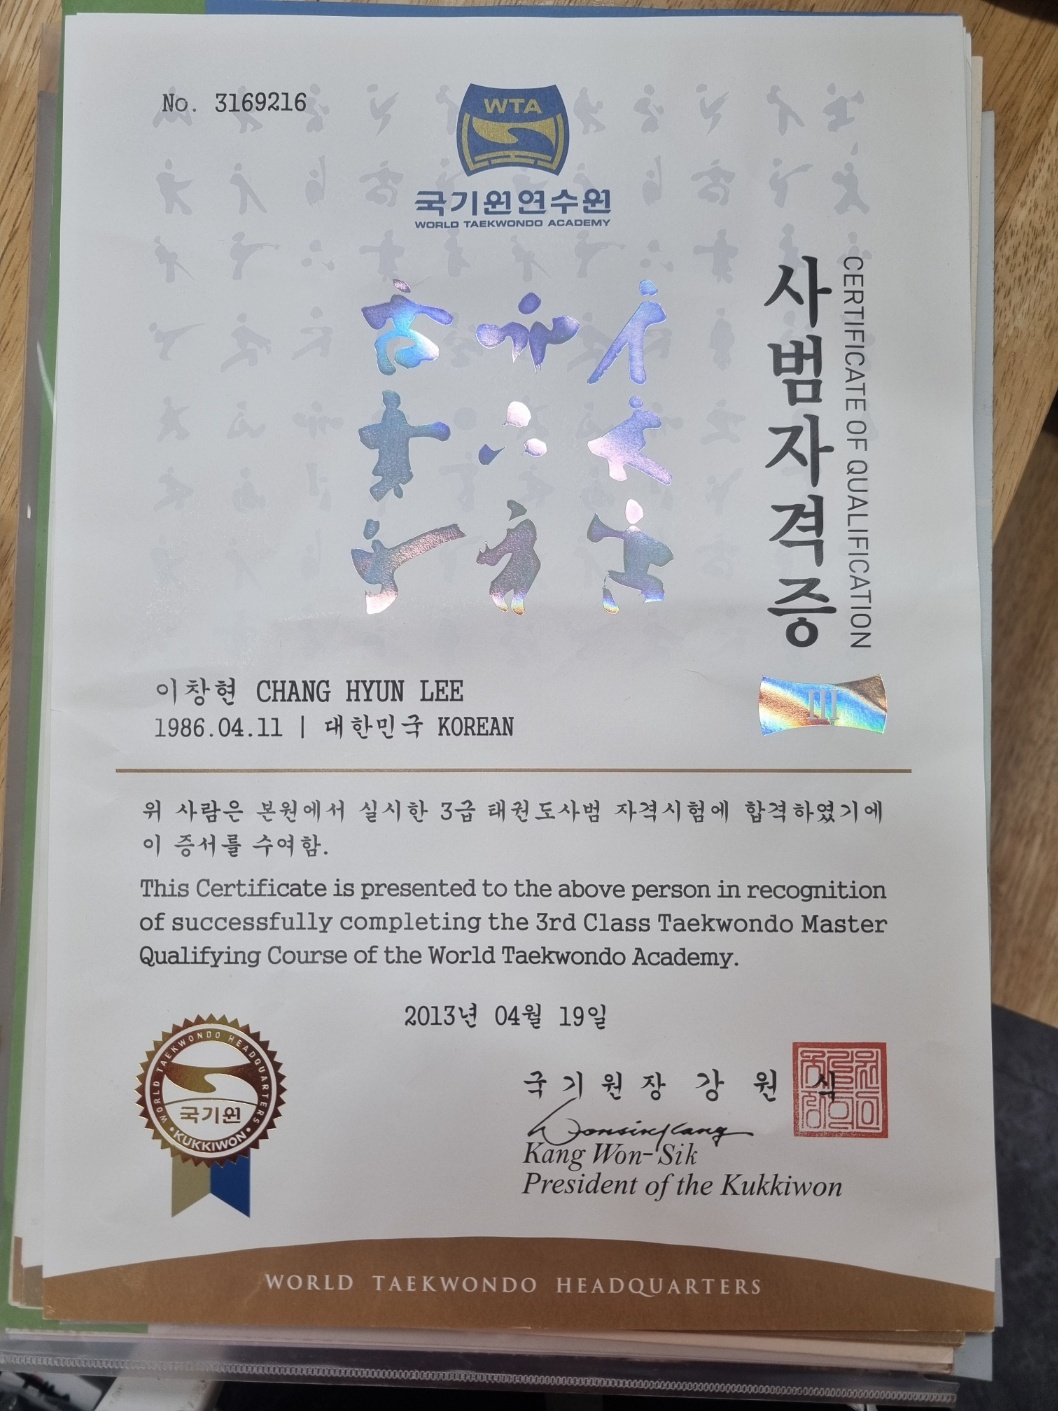 No. 3169216
WTA
국기원연수원
WORLD TAEKWONDO ACADEMY
사범자격증
CERTIFICATE OF QUALIFICATION
III
이창현 CHANG HYUN LEE
1986.04.11 | 대한민국 KOREAN
위 사람은 본원에서 실시한 3급 태권도사범 자격시험에 합격하였기에
이 증서를 수여함.
This Certificate is presented to the above person in recognition
of successfully completing the 3rd Class Taekwondo Master
Qualifying Course of the World Taekwondo Academy.
2013년 04월 19일
WORLD TAEKWONDO HEADQUARTERS
국기원
KUKKIWON
국기원장 강원식
Kang Won-Sik
President of the Kukkiwon
WORLD TAEKWONDO HEADQUARTERS